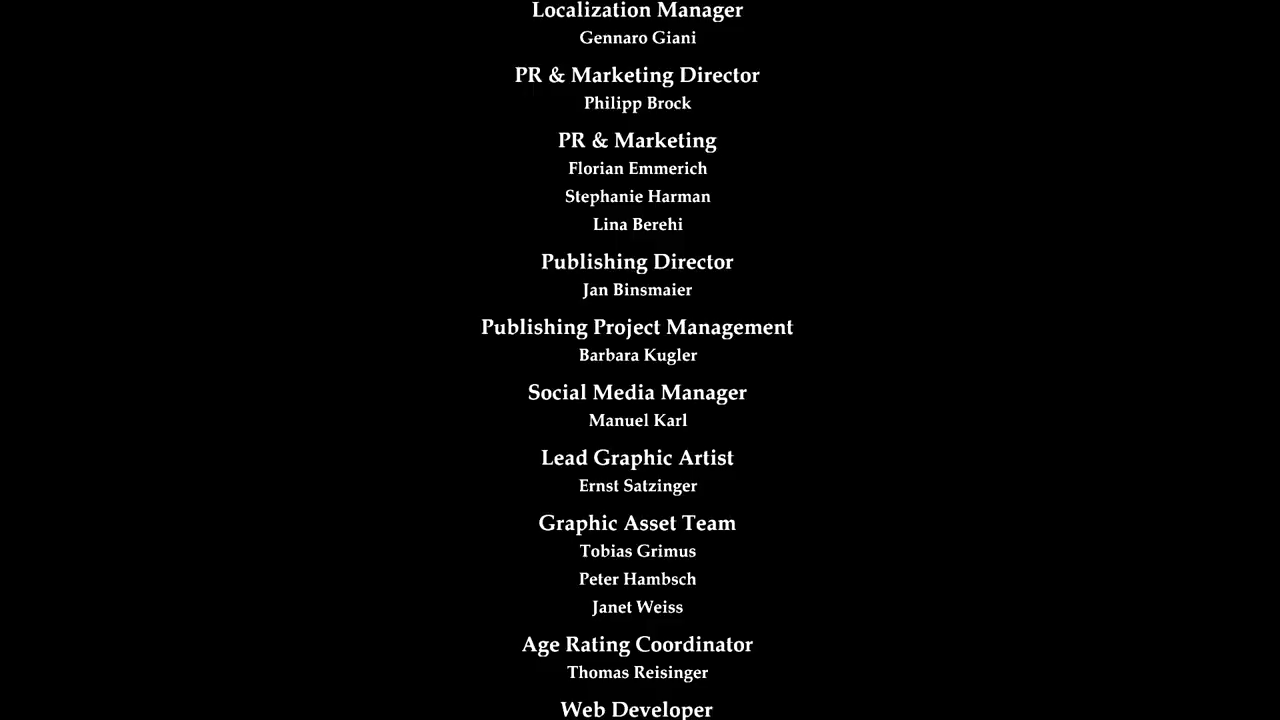 Localization Manager
Gennaro Giani
PR & Marketing Director
Philipp Brock
PR & Marketing
Florian Emmerich
Stephanie Harman
Lina Berehi
Publishing Director
Jan Binsmaier
Publishing Project Management
Barbara Kugler
Social Media Manager
Manuel Karl
Lead Graphic Artist
Ernst Satzinger
Graphic Asset Team
Tobias Grimus
Peter Hambsch
Janet Weiss
Age Rating Coordinator
Thomas Reisinger
Web Developer